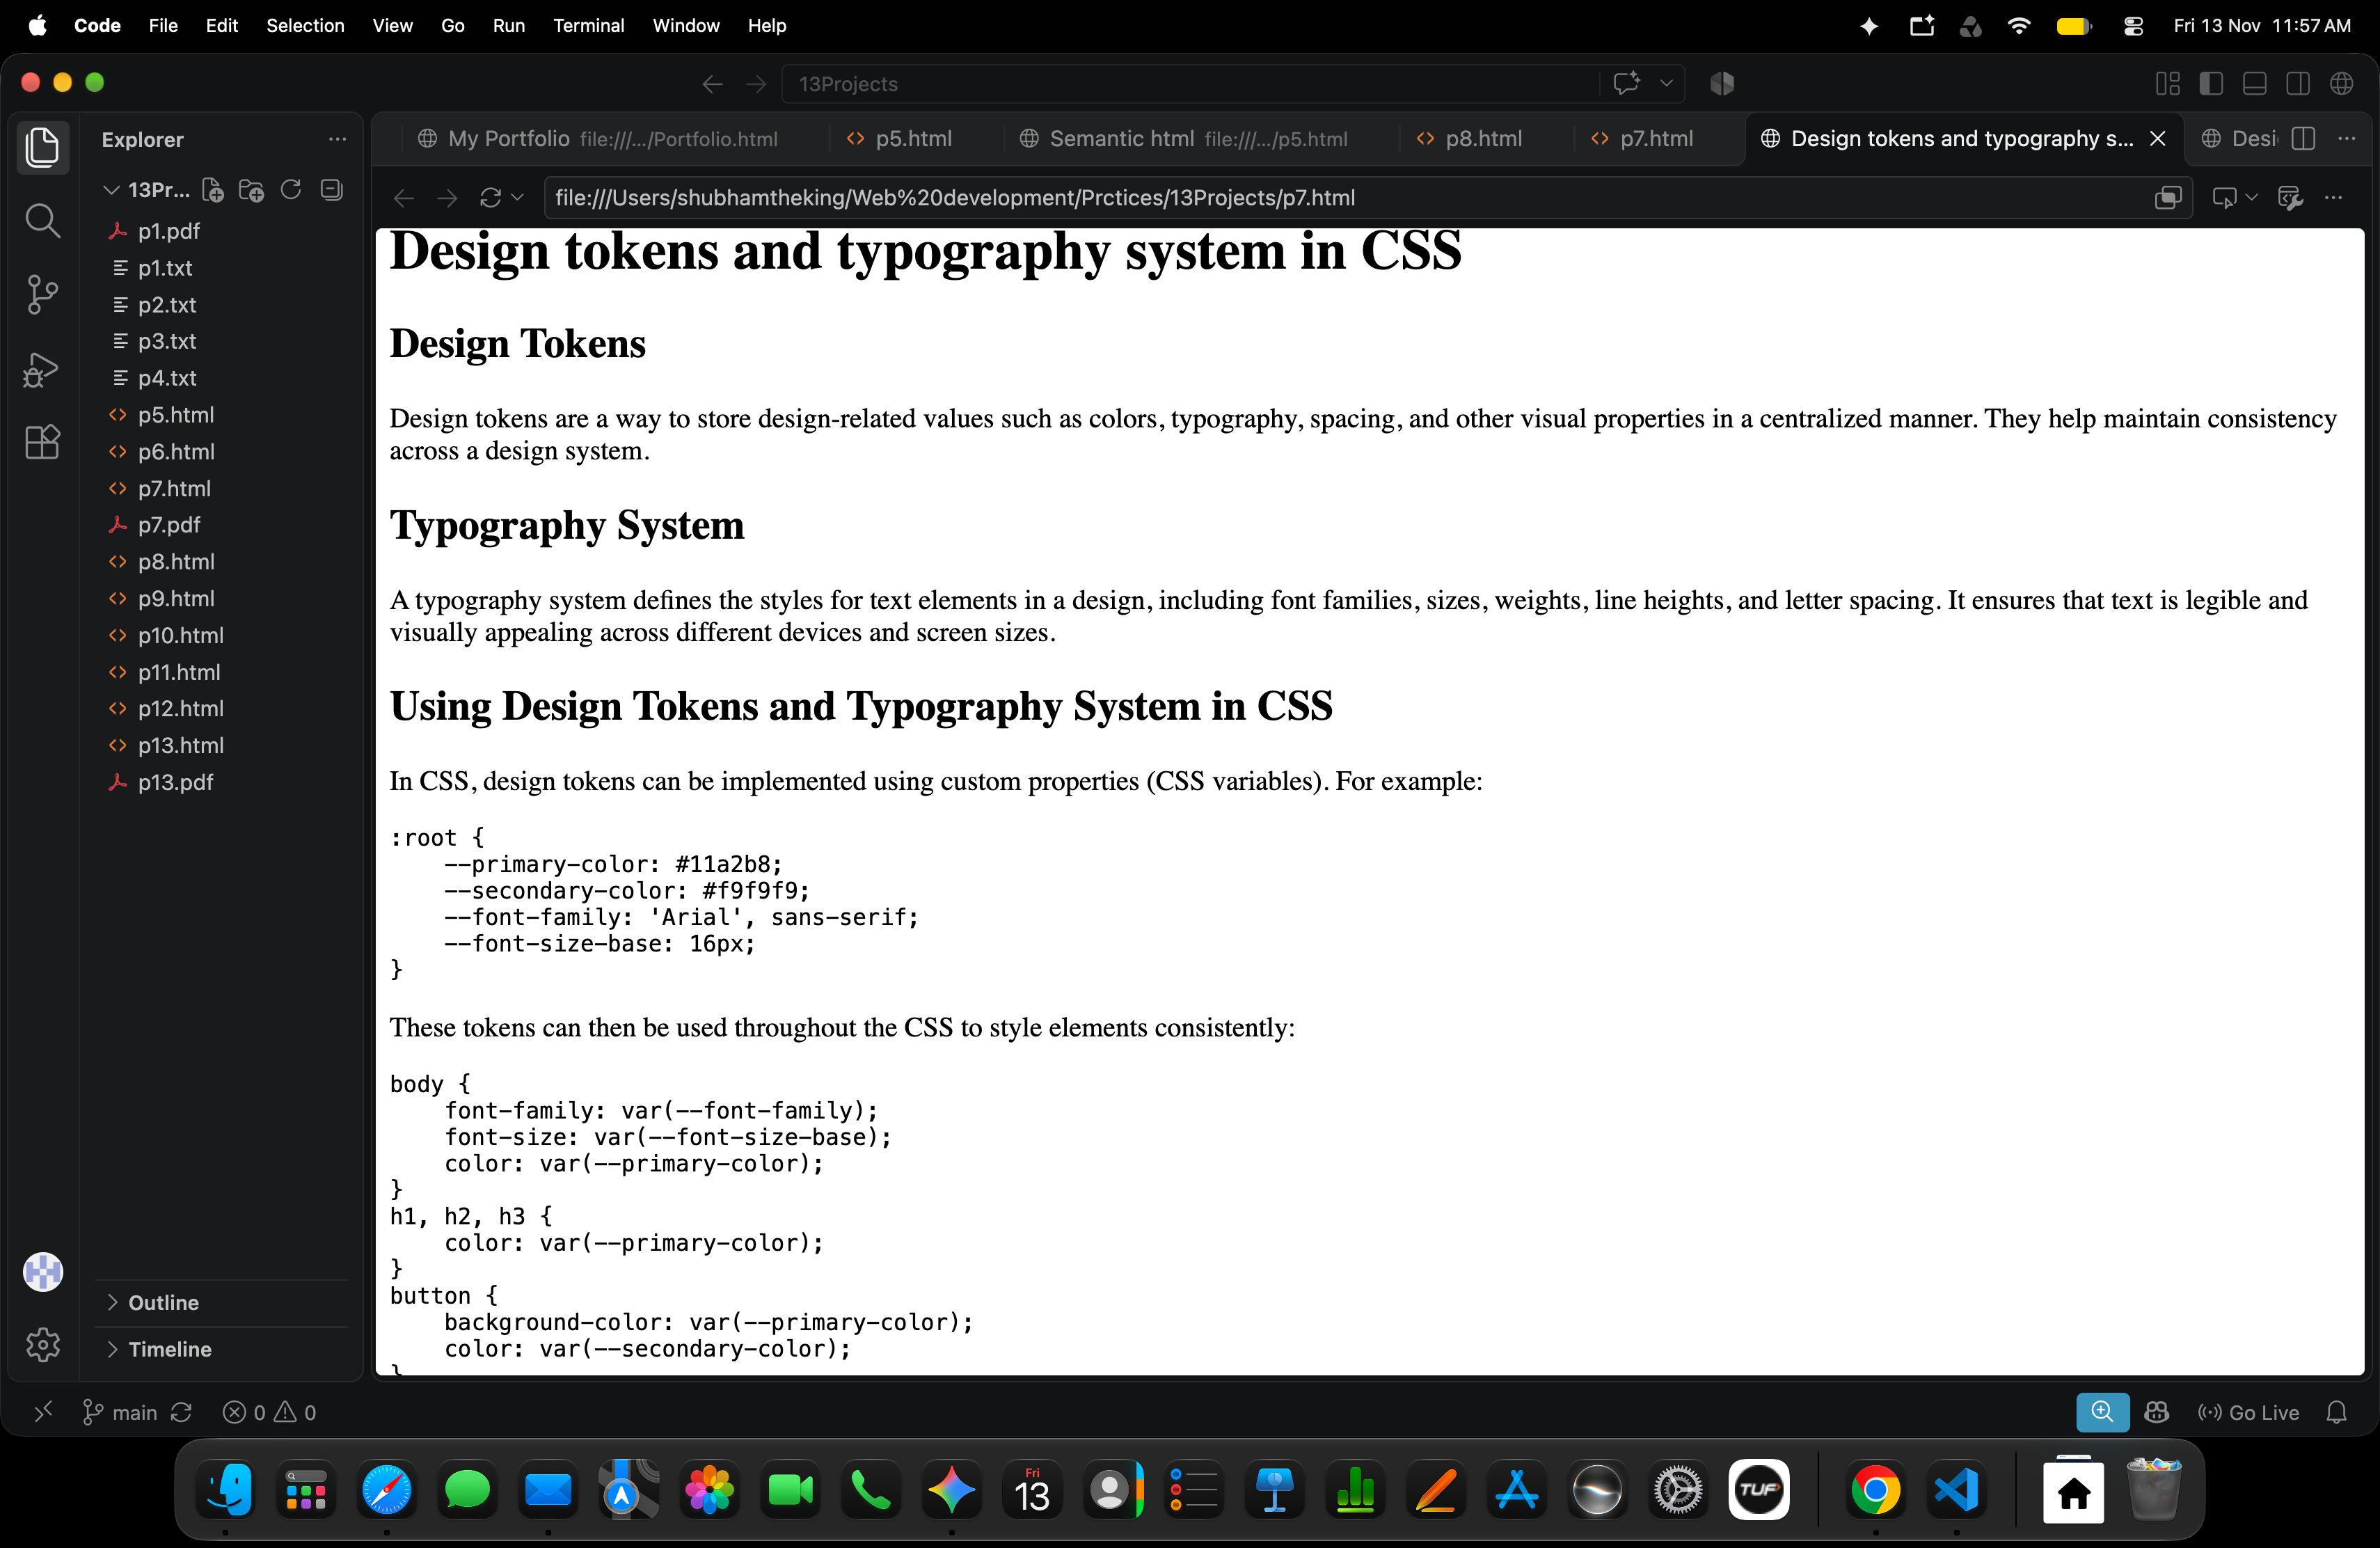 Code File Edit Selection View Go Run Terminal Window Help
Fri 13 Nov 11:57 AM
13Projects
Explorer
My Portfolio file:///.../Portfolio.html
p5.html
Semantic html file:///.../p5.html
p8.html
p7.html
Design tokens and typography s...
Desi
13Pr...
file:///Users/shubhamtheking/Web%20development/Prctices/13Projects/p7.html
p1.pdf
p1.txt
p2.txt
p3.txt
p4.txt
p5.html
p6.html
p7.html
p7.pdf
p8.html
p9.html
p10.html
p11.html
p12.html
p13.html
p13.pdf
Outline
Timeline
Design tokens and typography system in CSS
Design Tokens
Design tokens are a way to store design-related values such as colors, typography, spacing, and other visual properties in a centralized manner. They help maintain consistency
across a design system.
Typography System
A typography system defines the styles for text elements in a design, including font families, sizes, weights, line heights, and letter spacing. It ensures that text is legible and
visually appealing across different devices and screen sizes.
Using Design Tokens and Typography System in CSS
In CSS, design tokens can be implemented using custom properties (CSS variables). For example:
:root {
    --primary-color: #11a2b8;
    --secondary-color: #f9f9f9;
    --font-family: 'Arial', sans-serif;
    --font-size-base: 16px;
}
These tokens can then be used throughout the CSS to style elements consistently:
body {
    font-family: var(--font-family);
    font-size: var(--font-size-base);
    color: var(--primary-color);
}
h1, h2, h3 {
    color: var(--primary-color);
}
button {
    background-color: var(--primary-color);
    color: var(--secondary-color);
}
main
0
0
Go Live
Fri
13
TUF